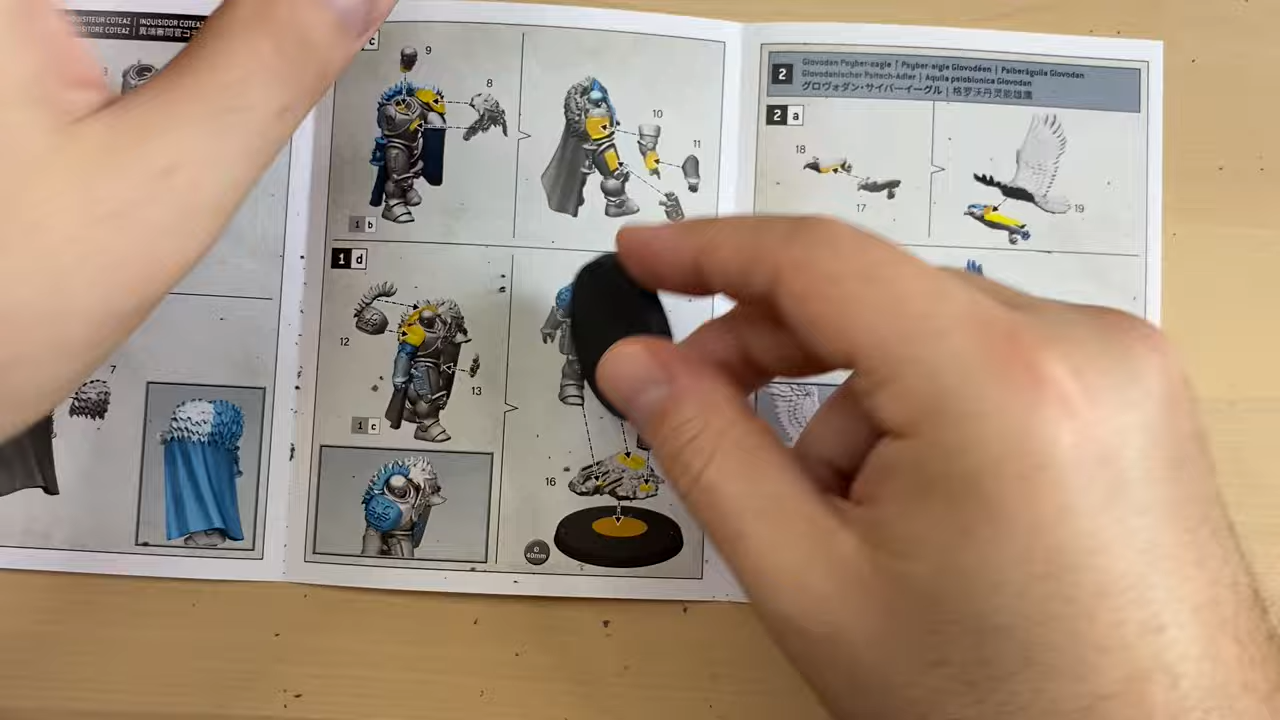 INQUISITEUR COTEAZ | INQUISIDOR COTEAZ
INQUISITORE COTEAZ | 異端審問官コテ
c
9
8
10
11
1 b
7
1 d
12
13
1 c
16
Ø
40mm
2
Glovodan Psyber-eagle | Psyber-aigle Glovodéen | Psiberáguila Glovodan
Glovodanischer Psitech-Adler | Aquila psiobionica Glovodan
グロヴォダン・サイバーイーグル | 格罗沃丹灵能雄鹰
2 a
18
17
19